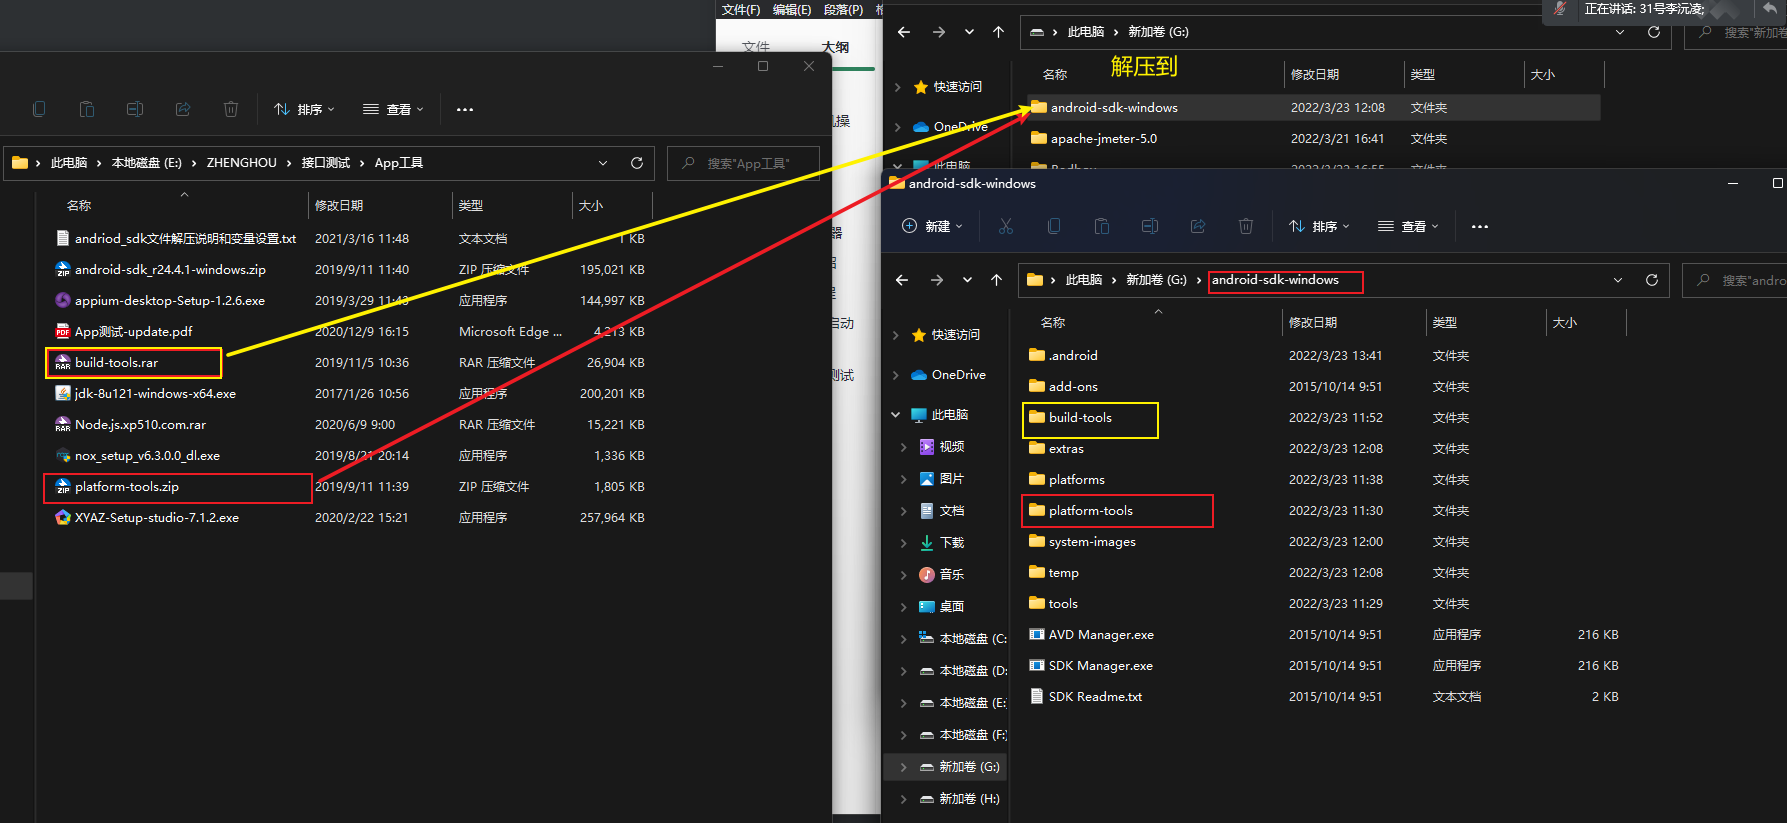 文件(F) 编辑(E) 段落(P)
文件 大纲
正在讲话: 31号李沅凌;
此电脑 新加卷 (G:)
搜索"新加卷
解压到
名称 修改日期 类型 大小
快速访问
android-sdk-windows 2022/3/23 12:08 文件夹
OneDrive
apache-jmeter-5.0 2022/3/21 16:41 文件夹
此电脑
排序 查看 ···
此电脑 本地磁盘 (E:) ZHENGHOU 接口测试 App工具
搜索"App工具"
名称 修改日期 类型 大小
andriod_sdk文件解压说明和变量设置.txt 2021/3/16 11:48 文本文档 1 KB
android-sdk_r24.4.1-windows.zip 2019/9/11 11:40 ZIP 压缩文件 195,021 KB
appium-desktop-Setup-1.2.6.exe 2019/3/29 11:43 应用程序 144,997 KB
App测试-update.pdf 2020/12/9 16:15 Microsoft Edge ... 4,213 KB
build-tools.rar 2019/11/5 10:36 RAR 压缩文件 26,904 KB
jdk-8u121-windows-x64.exe 2017/1/26 10:56 应用程序 200,201 KB
Node.js.xp510.com.rar 2020/6/9 9:00 RAR 压缩文件 15,221 KB
nox_setup_v6.3.0.0_dl.exe 2019/8/21 20:14 应用程序 1,336 KB
platform-tools.zip 2019/9/11 11:39 ZIP 压缩文件 1,805 KB
XYAZ-Setup-studio-7.1.2.exe 2020/2/22 15:21 应用程序 257,964 KB
启动
测试
android-sdk-windows
新建 排序 查看 ···
此电脑 新加卷 (G:) android-sdk-windows
搜索"andro
名称 修改日期 类型 大小
快速访问
OneDrive
此电脑
视频
图片
文档
下载
音乐
桌面
本地磁盘 (C:
本地磁盘 (D:
本地磁盘 (E:
本地磁盘 (F:
新加卷 (G:)
新加卷 (H:)
.android 2022/3/23 13:41 文件夹
add-ons 2015/10/14 9:51 文件夹
build-tools 2022/3/23 11:52 文件夹
extras 2022/3/23 12:08 文件夹
platforms 2022/3/23 11:38 文件夹
platform-tools 2022/3/23 11:30 文件夹
system-images 2022/3/23 12:00 文件夹
temp 2022/3/23 12:08 文件夹
tools 2022/3/23 11:29 文件夹
AVD Manager.exe 2015/10/14 9:51 应用程序 216 KB
SDK Manager.exe 2015/10/14 9:51 应用程序 216 KB
SDK Readme.txt 2015/10/14 9:51 文本文档 2 KB